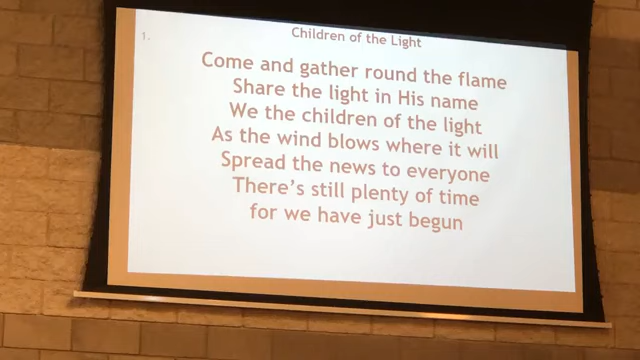 Children of the Light
1.
Come and gather round the flame
Share the light in His name
We the children of the light
As the wind blows where it will
Spread the news to everyone
There's still plenty of time
for we have just begun